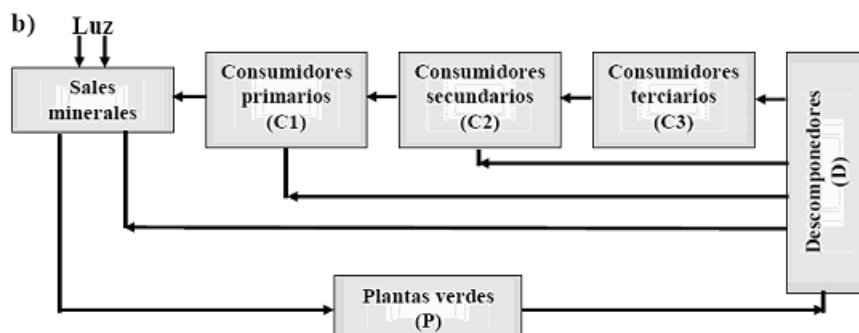 b)
Luz
Sales
minerales
Consumidores
primarios
(C1)
Consumidores
secundarios
(C2)
Consumidores
terciarios
(C3)
Descomponedores
(D)
Plantas verdes
(P)